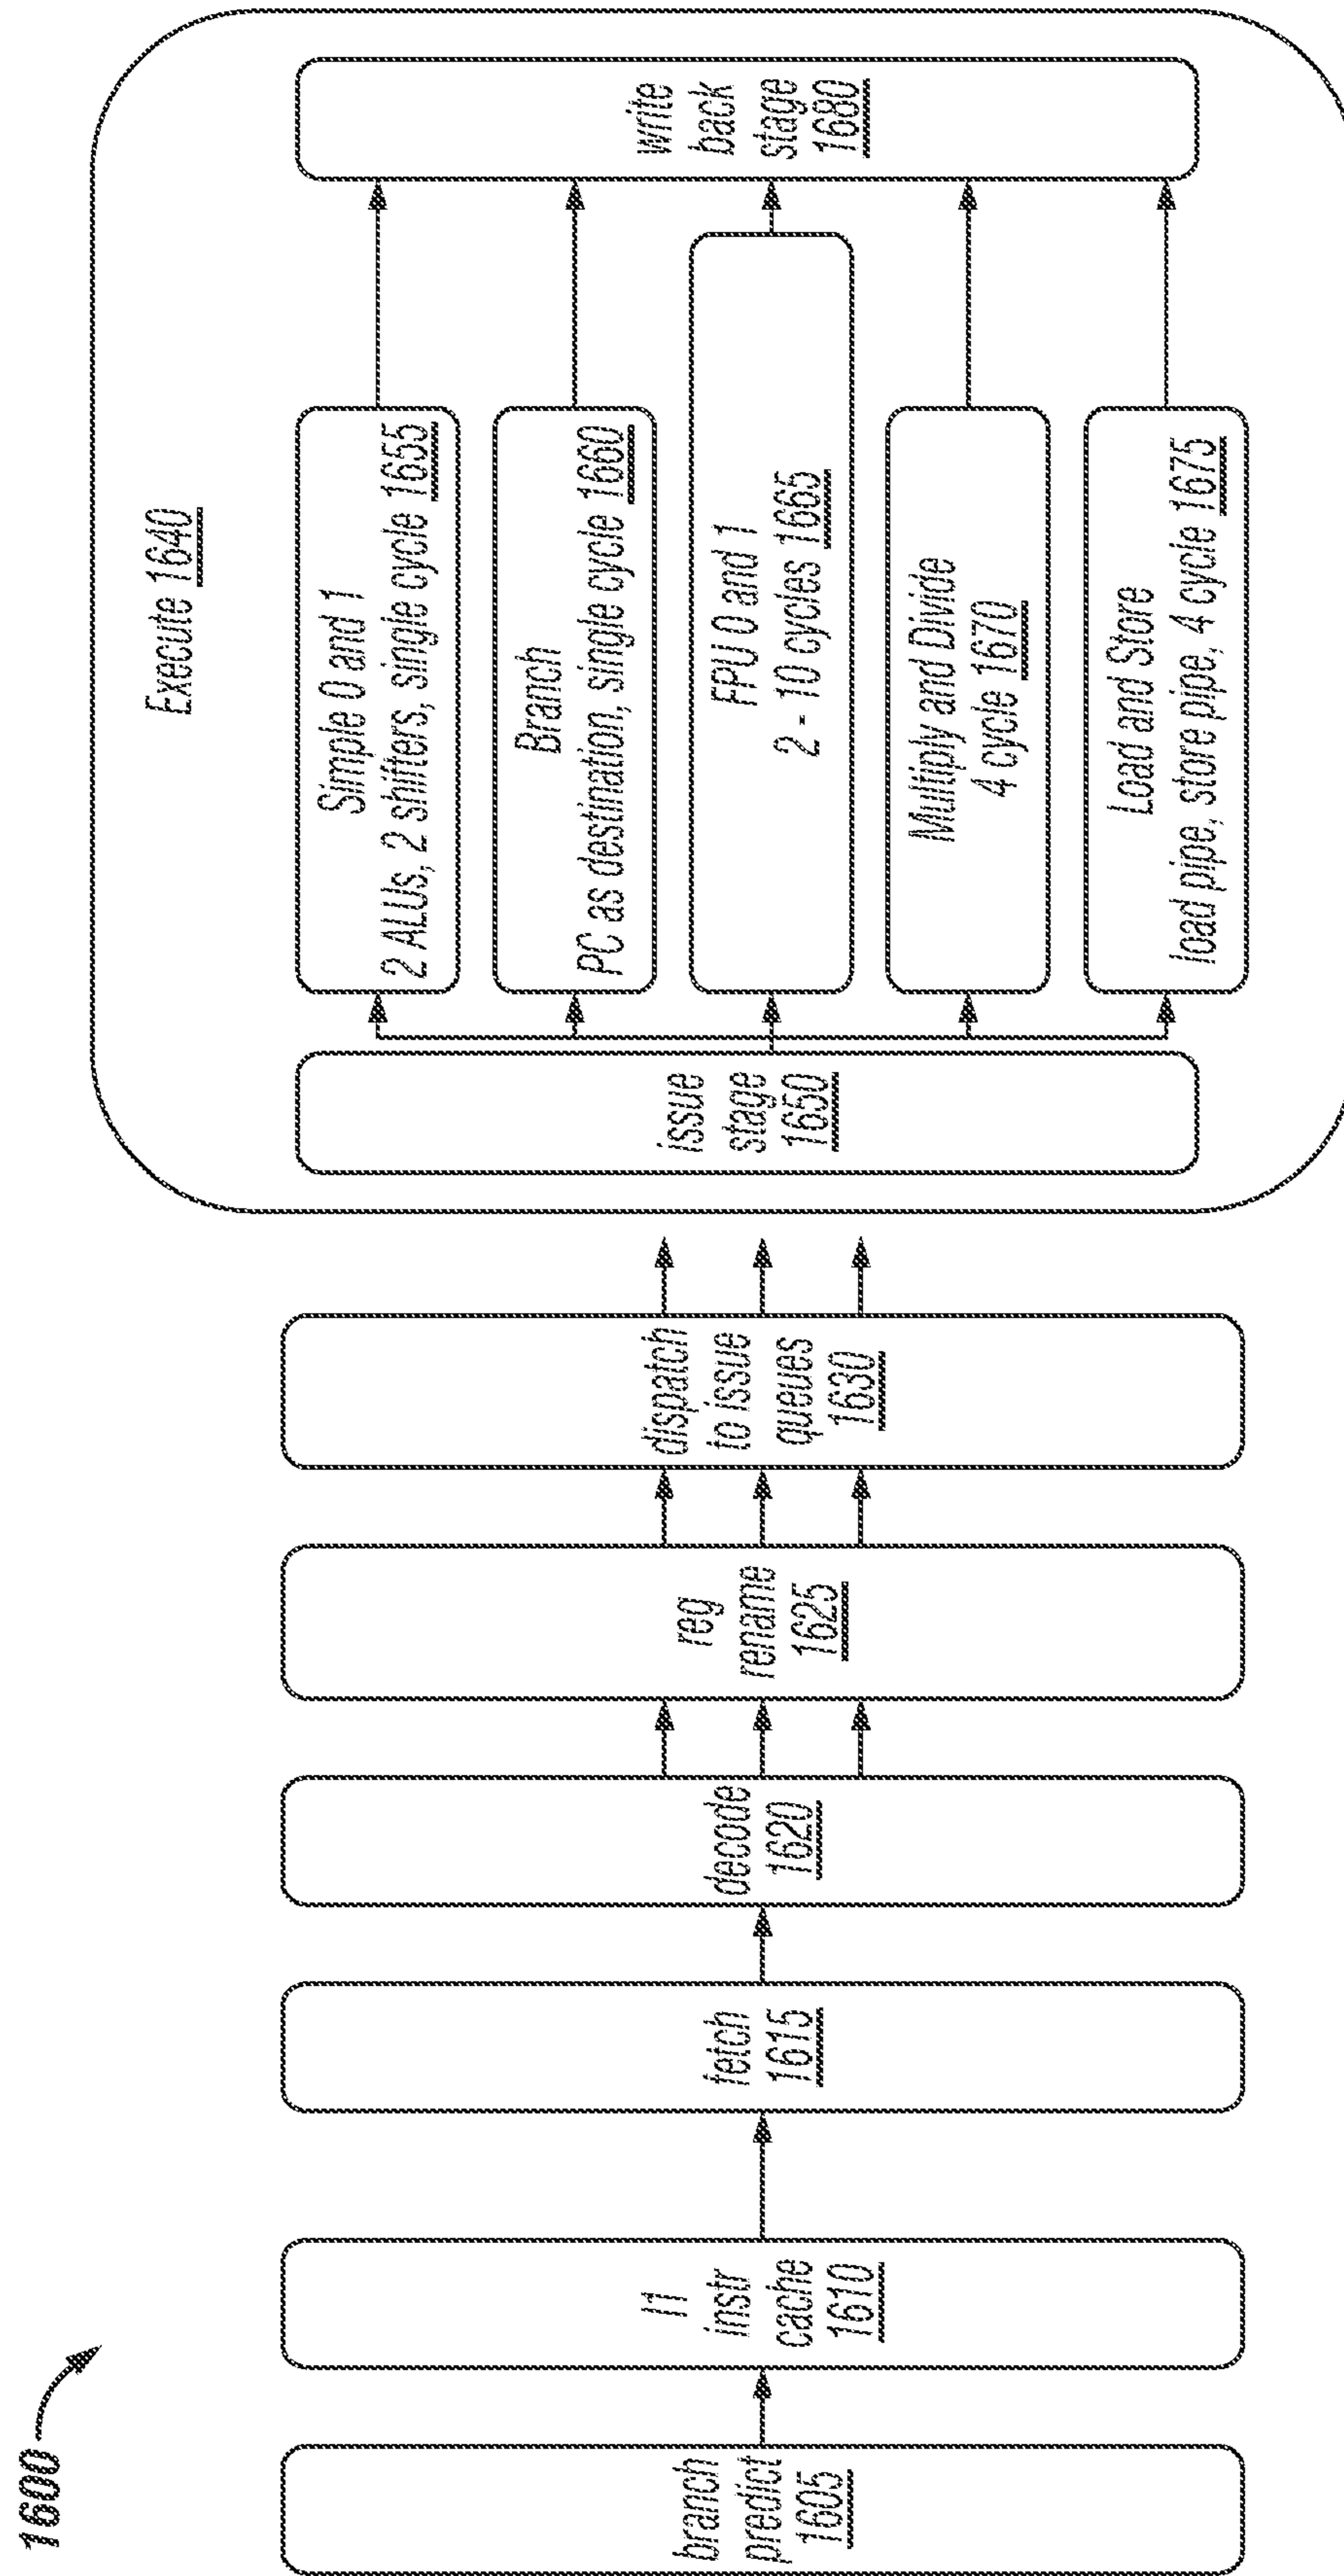 1600
branch
predict
1605
I1
instr
cache
1610
fetch
1615
decode
1620
reg
rename
1625
dispatch
to issue
queues
1630
Execute 1640
issue
stage
1650
Simple 0 and 1
2 ALUs, 2 shifters, single cycle 1655
Branch
PC as destination, single cycle 1660
FPU 0 and 1
2 - 10 cycles 1665
Multiply and Divide
4 cycle 1670
Load and Store
load pipe, store pipe, 4 cycle 1675
write
back
stage
1680